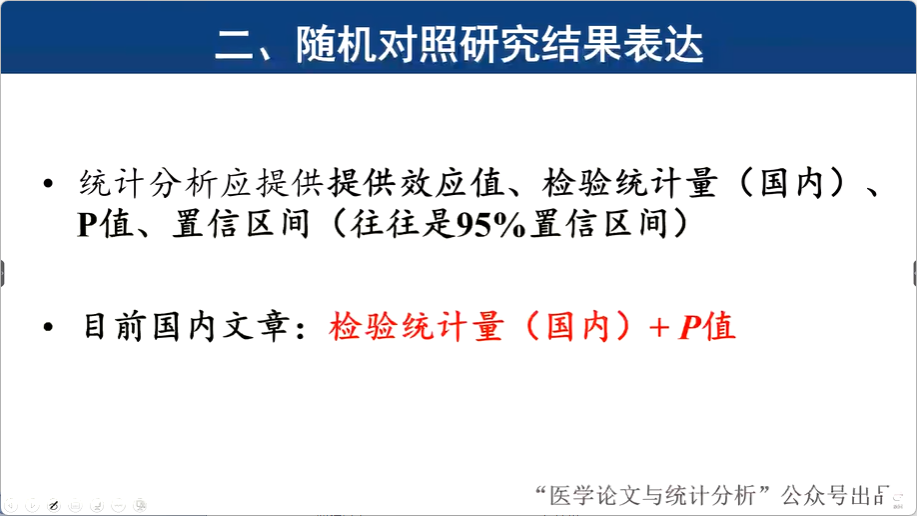 二、随机对照研究结果表达
• 统计分析应提供提供效应值、检验统计量（国内）、
P值、置信区间（往往是95%置信区间）
• 目前国内文章：检验统计量（国内）+ P值
“医学论文与统计分析”公众号出品